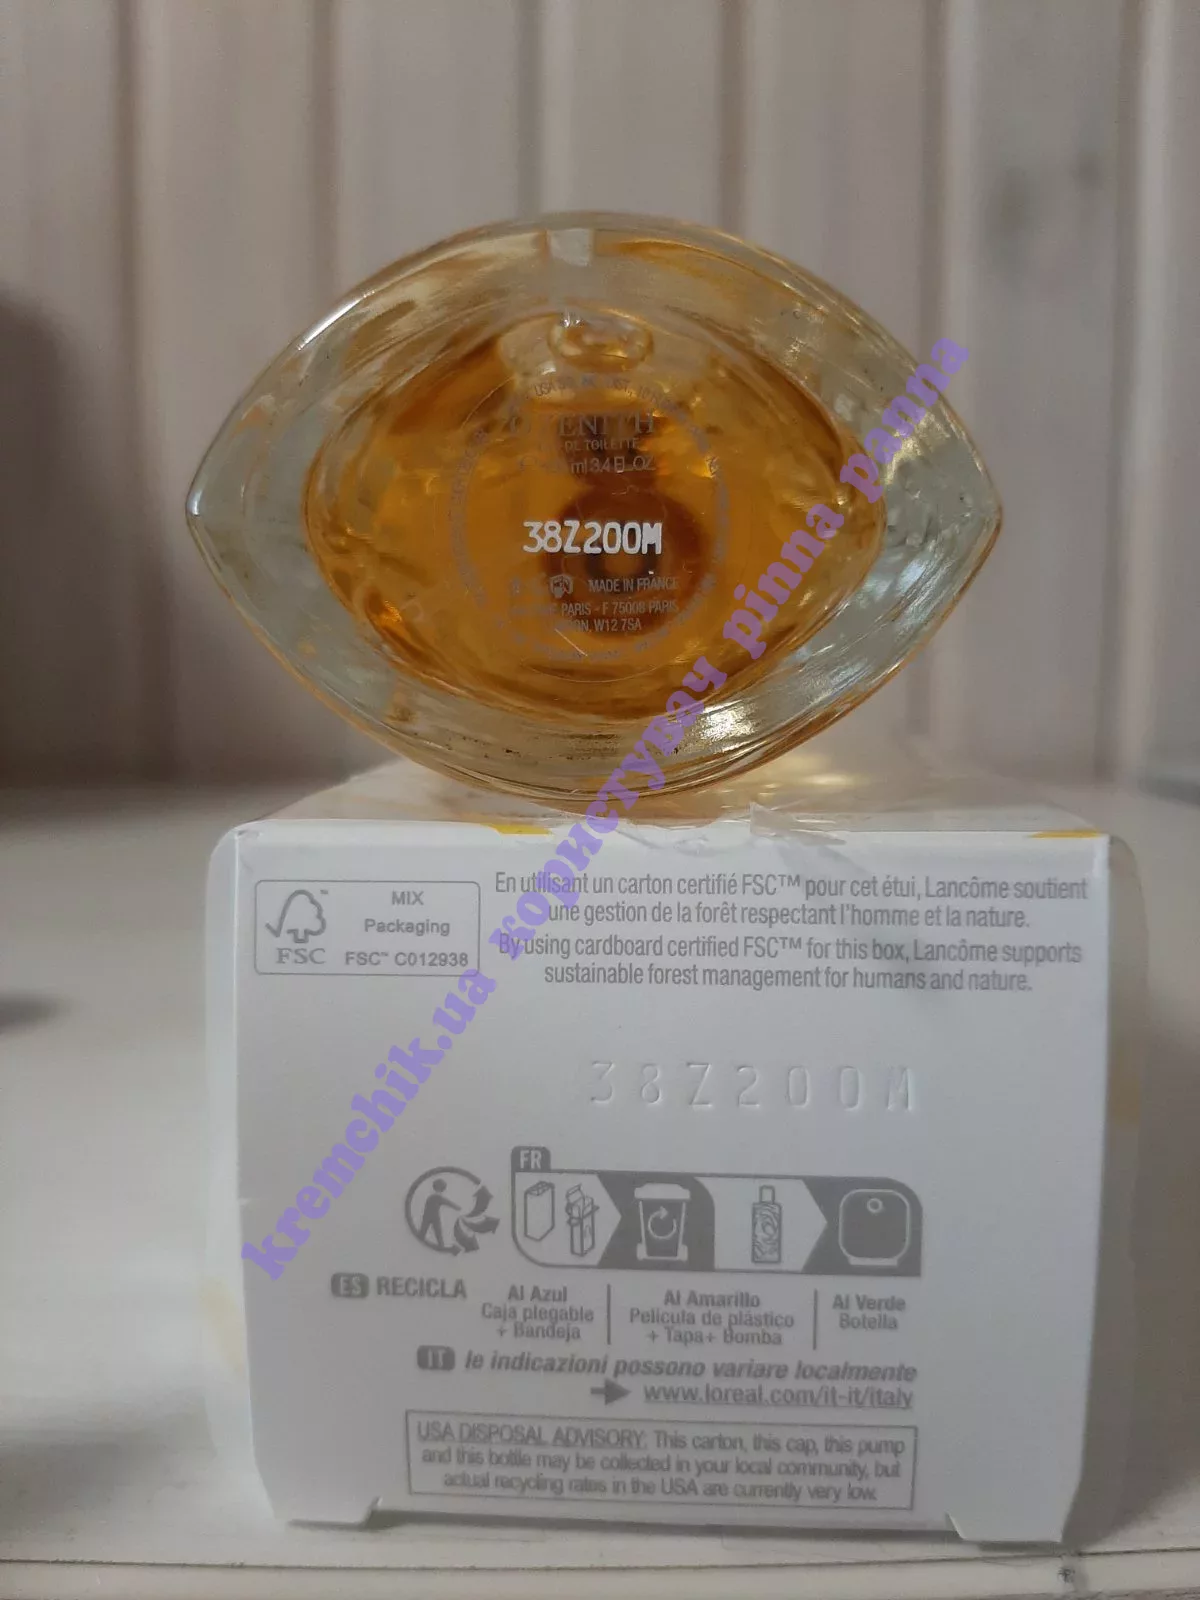 ENITH
DE TOILETTE
ml 3.4 FL.OZ
38Z200M
MADE IN FRANCE
PARIS - F 75008 PARIS
W12 7SA
FSC
MIX
Packaging
FSC™ C012938
En utilisant un carton certifié FSC™ pour cet étui, Lancôme soutient
une gestion de la forêt respectant l'homme et la nature.
By using cardboard certified FSC™ for this box, Lancôme supports
sustainable forest management for humans and nature.
38Z200M
FR
ES RECICLA
Al Azul
Caja plegable
+ Bandeja
Al Amarillo
Película de plástico
+ Tapa+ Bomba
Al Verde
Botella
IT le indicazioni possono variare localmente
www.loreal.com/it-it/italy
USA DISPOSAL ADVISORY: This carton, this cap, this pump
and this bottle may be collected in your local community, but
actual recycling rates in the USA are currently very low.
kremchik.ua користувач pinna panna